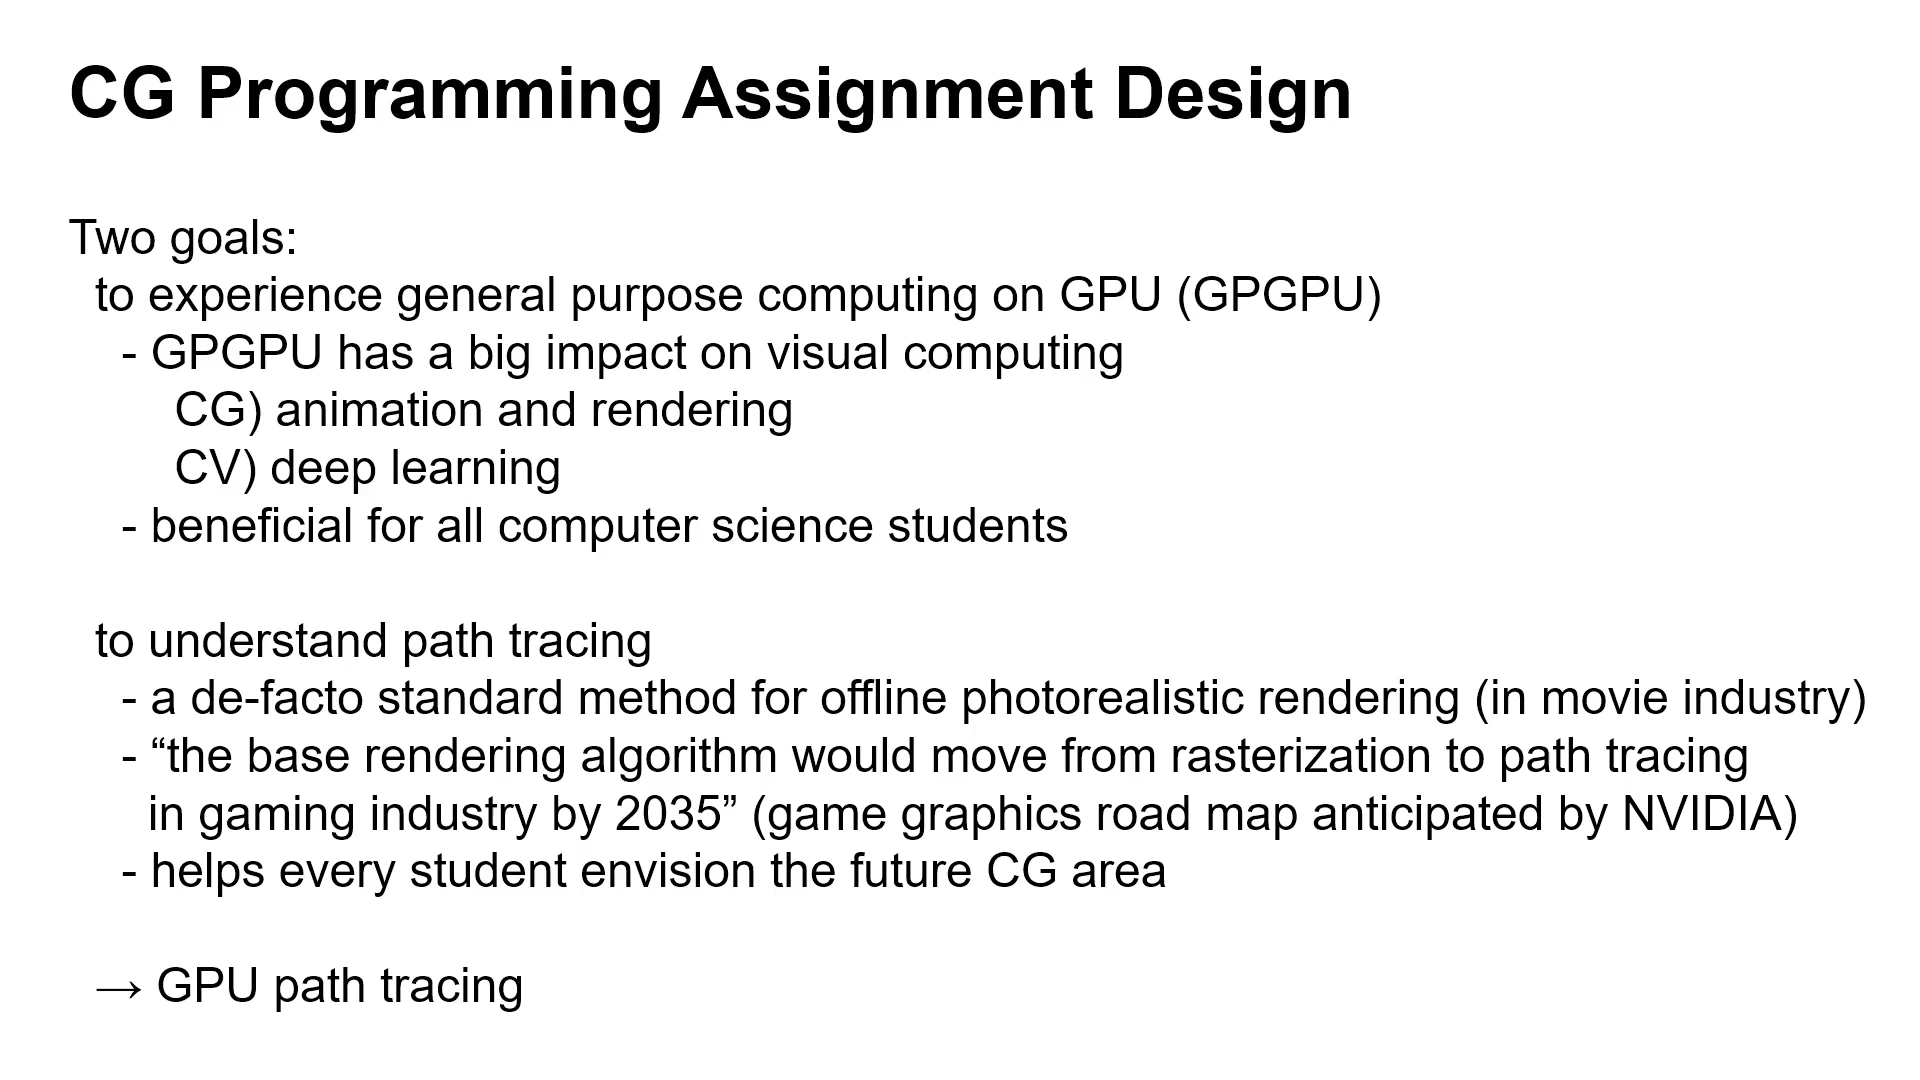 CG Programming Assignment Design
Two goals:
to experience general purpose computing on GPU (GPGPU)
- GPGPU has a big impact on visual computing
CG) animation and rendering
CV) deep learning
- beneficial for all computer science students
to understand path tracing
- a de-facto standard method for offline photorealistic rendering (in movie industry)
- “the base rendering algorithm would move from rasterization to path tracing
in gaming industry by 2035” (game graphics road map anticipated by NVIDIA)
- helps every student envision the future CG area
→ GPU path tracing